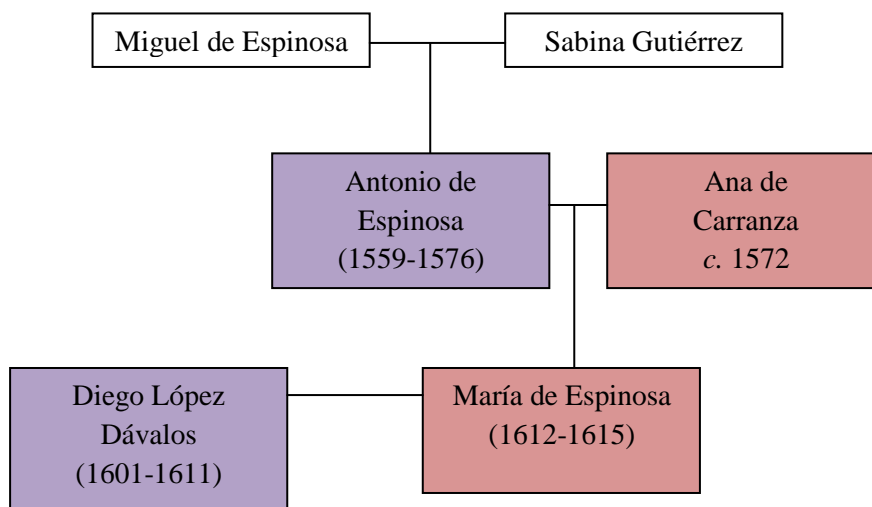 Miguel de Espinosa
Sabina Gutiérrez
Antonio de
Espinosa
(1559-1576)
Ana de
Carranza
c. 1572
Diego López
Dávalos
(1601-1611)
María de Espinosa
(1612-1615)